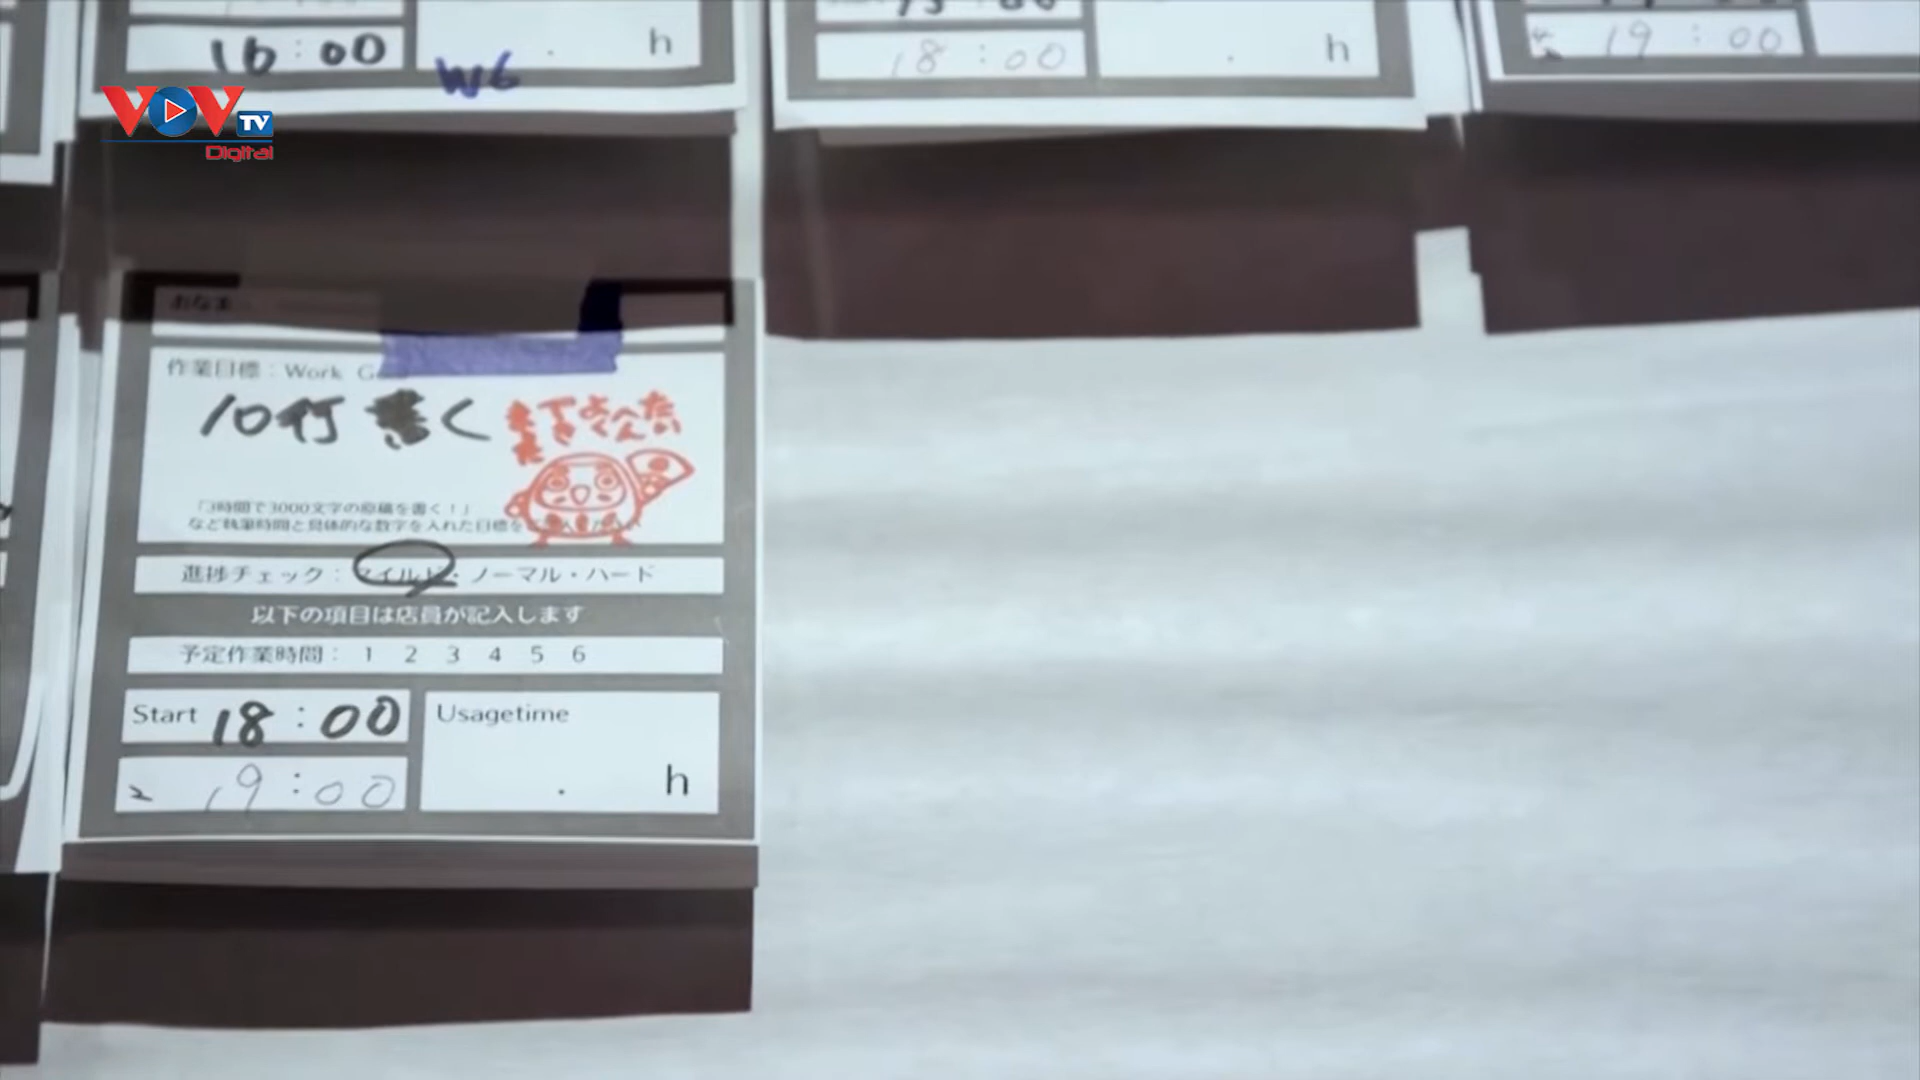 16:00
h
W6
18:00
h
19:00
VOV TV
Digital
作業目標:Work
10行 書く
「3時間で3000文字の原稿を書く!」
など執筆時間と具体的な数字を入れた目標を
進捗チェック:マイルド・ノーマル・ハード
以下の項目は店員が記入します
予定作業時間: 1 2 3 4 5 6
Start 18:00
Usagetime
19:00
. h